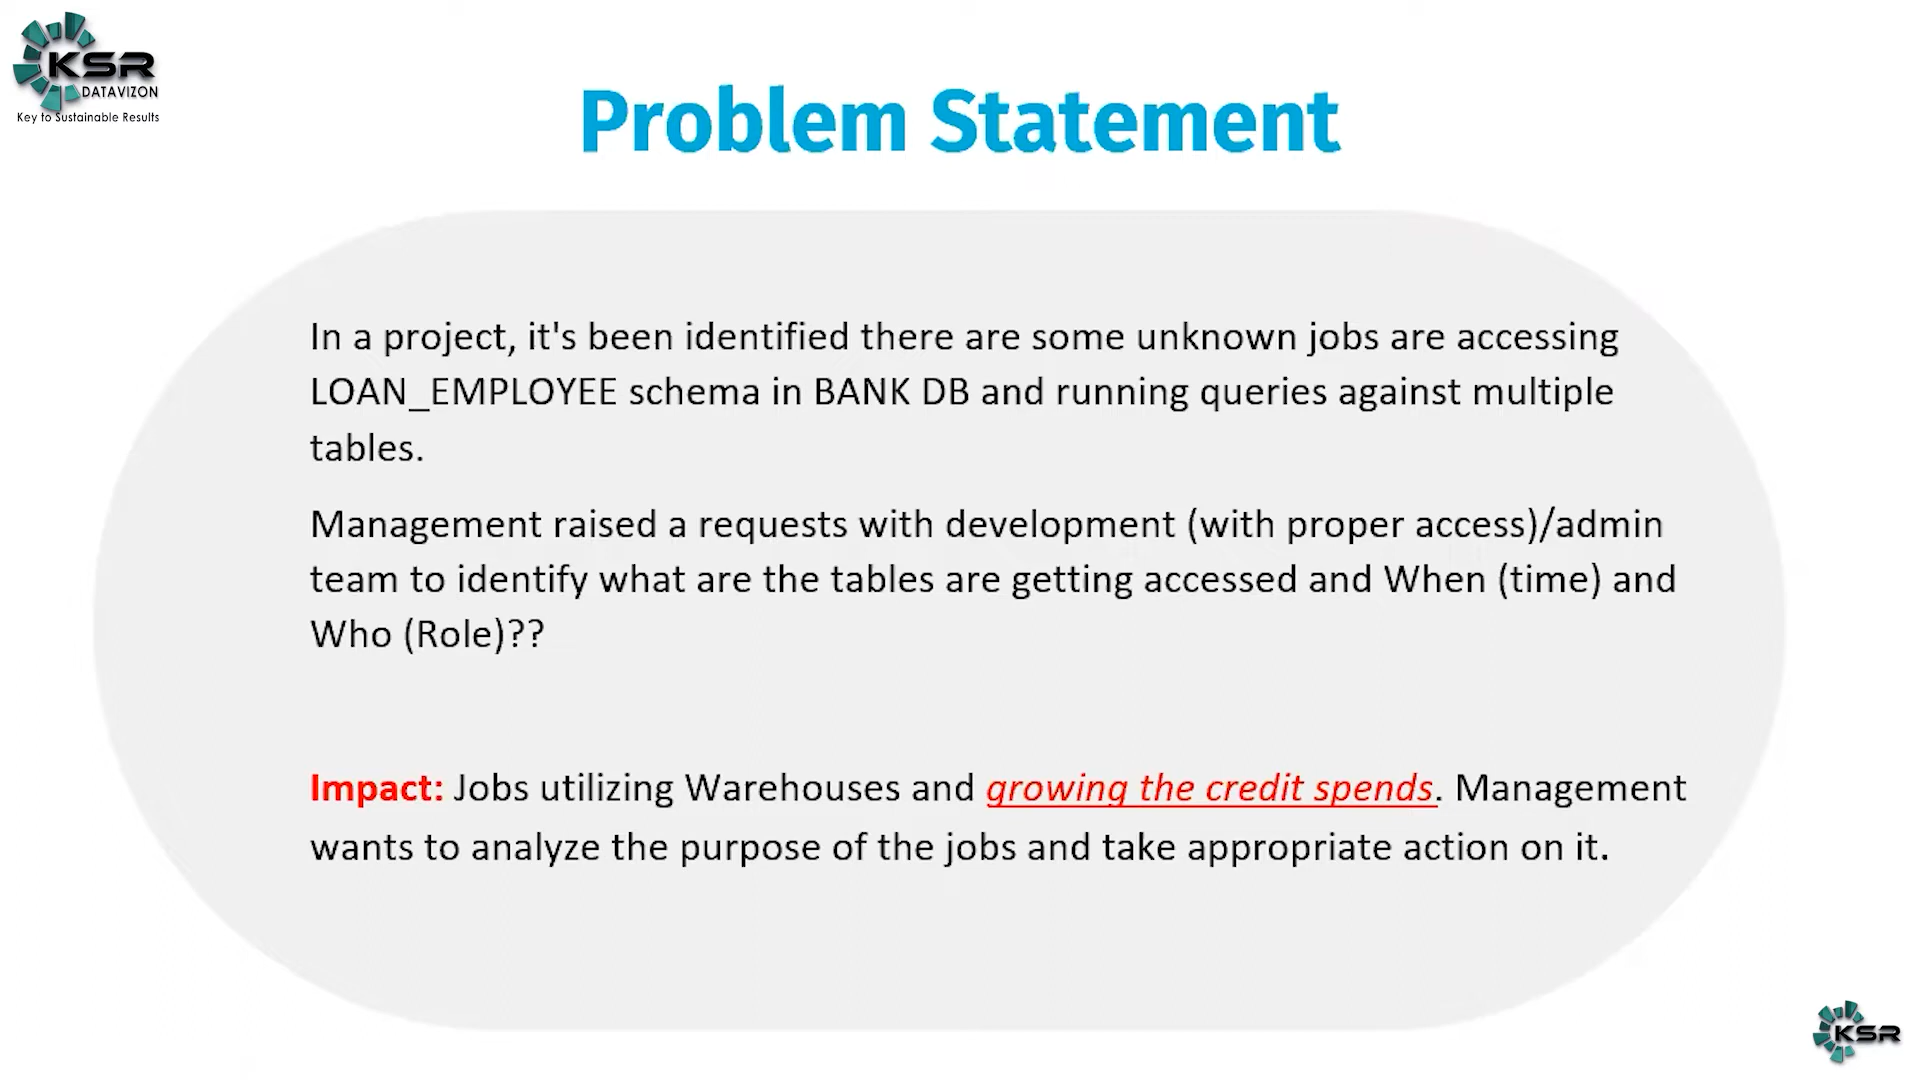 KSR
DATAVIZON
Key to Sustainable Results
Problem Statement
In a project, it's been identified there are some unknown jobs are accessing
LOAN_EMPLOYEE schema in BANK DB and running queries against multiple
tables.
Management raised a requests with development (with proper access)/admin
team to identify what are the tables are getting accessed and When (time) and
Who (Role)??
Impact: Jobs utilizing Warehouses and growing the credit spends. Management
wants to analyze the purpose of the jobs and take appropriate action on it.
KSR